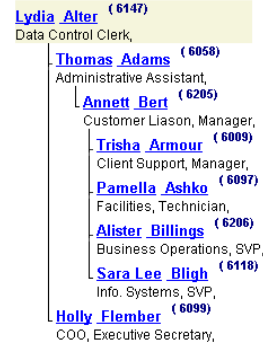 Lydia Alter (6147)
Data Control Clerk,
Thomas Adams (6058)
Administrative Assistant,
Annett Bert (6205)
Customer Liason, Manager,
Trisha Armour (6009)
Client Support, Manager,
Pamella Ashko (6097)
Facilities, Technician,
Alister Billings (6206)
Business Operations, SVP,
Sara Lee Bligh (6118)
Info. Systems, SVP,
Holly Flember (6099)
COO, Executive Secretary,